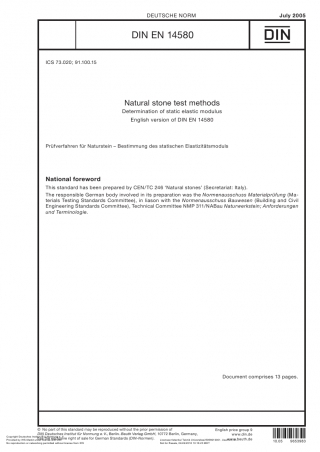 DEUTSCHE NORM
July 2005
DIN EN 14580
DIN
ICS 73.020; 91.100.15
Natural stone test methods
Determination of static elastic modulus
English version of DIN EN 14580
Prüfverfahren für Naturstein – Bestimmung des statischen Elastizitätsmoduls
National foreword
This standard has been prepared by CEN/TC 246 ‘Natural stones’ (Secretariat: Italy).
The responsible German body involved in its preparation was the Normenausschuss Materialprüfung (Ma-
terials Testing Standards Committee), in liaison with the Normenausschuss Bauwesen (Building and Civil
Engineering Standards Committee), Technical Committee NMP 311/NABau Naturwerkstein; Anforderungen
und Terminologie.
Document comprises 13 pages.
© No part of this standard may be reproduced without the prior permission of
DIN Deutsches Institut für Normung e. V., Berlin. Beuth Verlag GmbH, 10772 Berlin, Germany,
right of sale for German Standards (DIN-Normen).
English price group 9
www.din.de
www.beuth.de